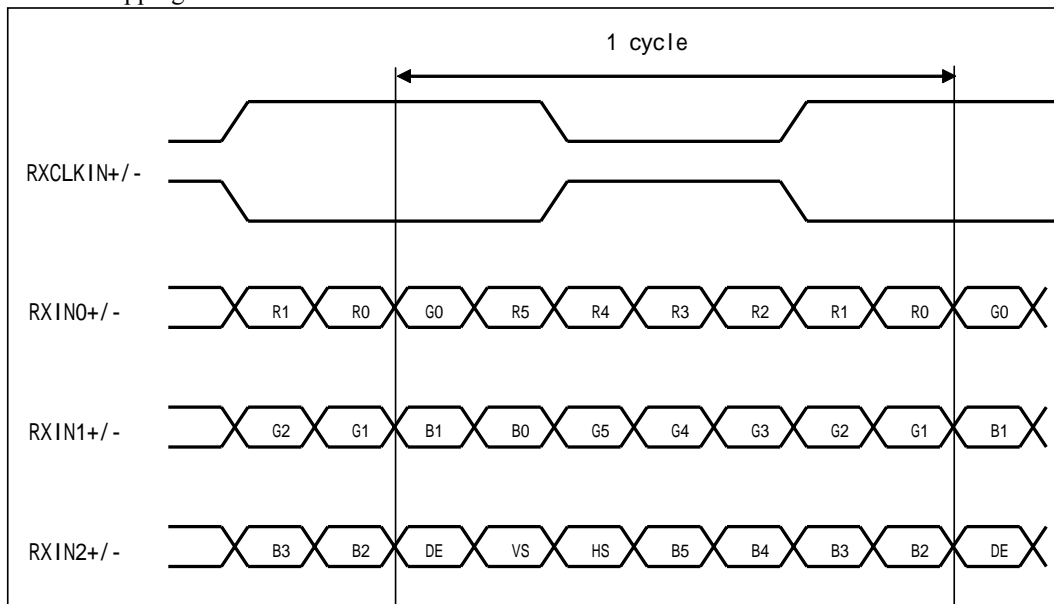 1 cycle
RXCLKIN+/-
RXIN0+/- R1 R0 G0 R5 R4 R3 R2 R1 R0 G0
RXIN1+/- G2 G1 B1 B0 G5 G4 G3 G2 G1 B1
RXIN2+/- B3 B2 DE VS HS B5 B4 B3 B2 DE